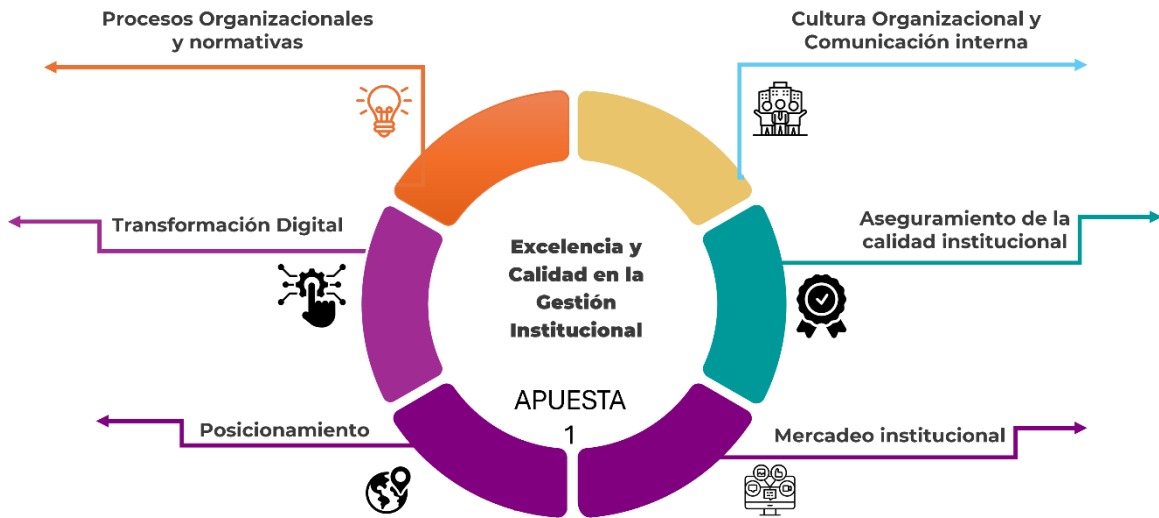 Procesos Organizacionales
y normativas
Cultura Organizacional y
Comunicación interna
Transformación Digital
Aseguramiento de la
calidad institucional
Excelencia y
Calidad en la
Gestión
Institucional
APUESTA
1
Posicionamiento
Mercadeo institucional